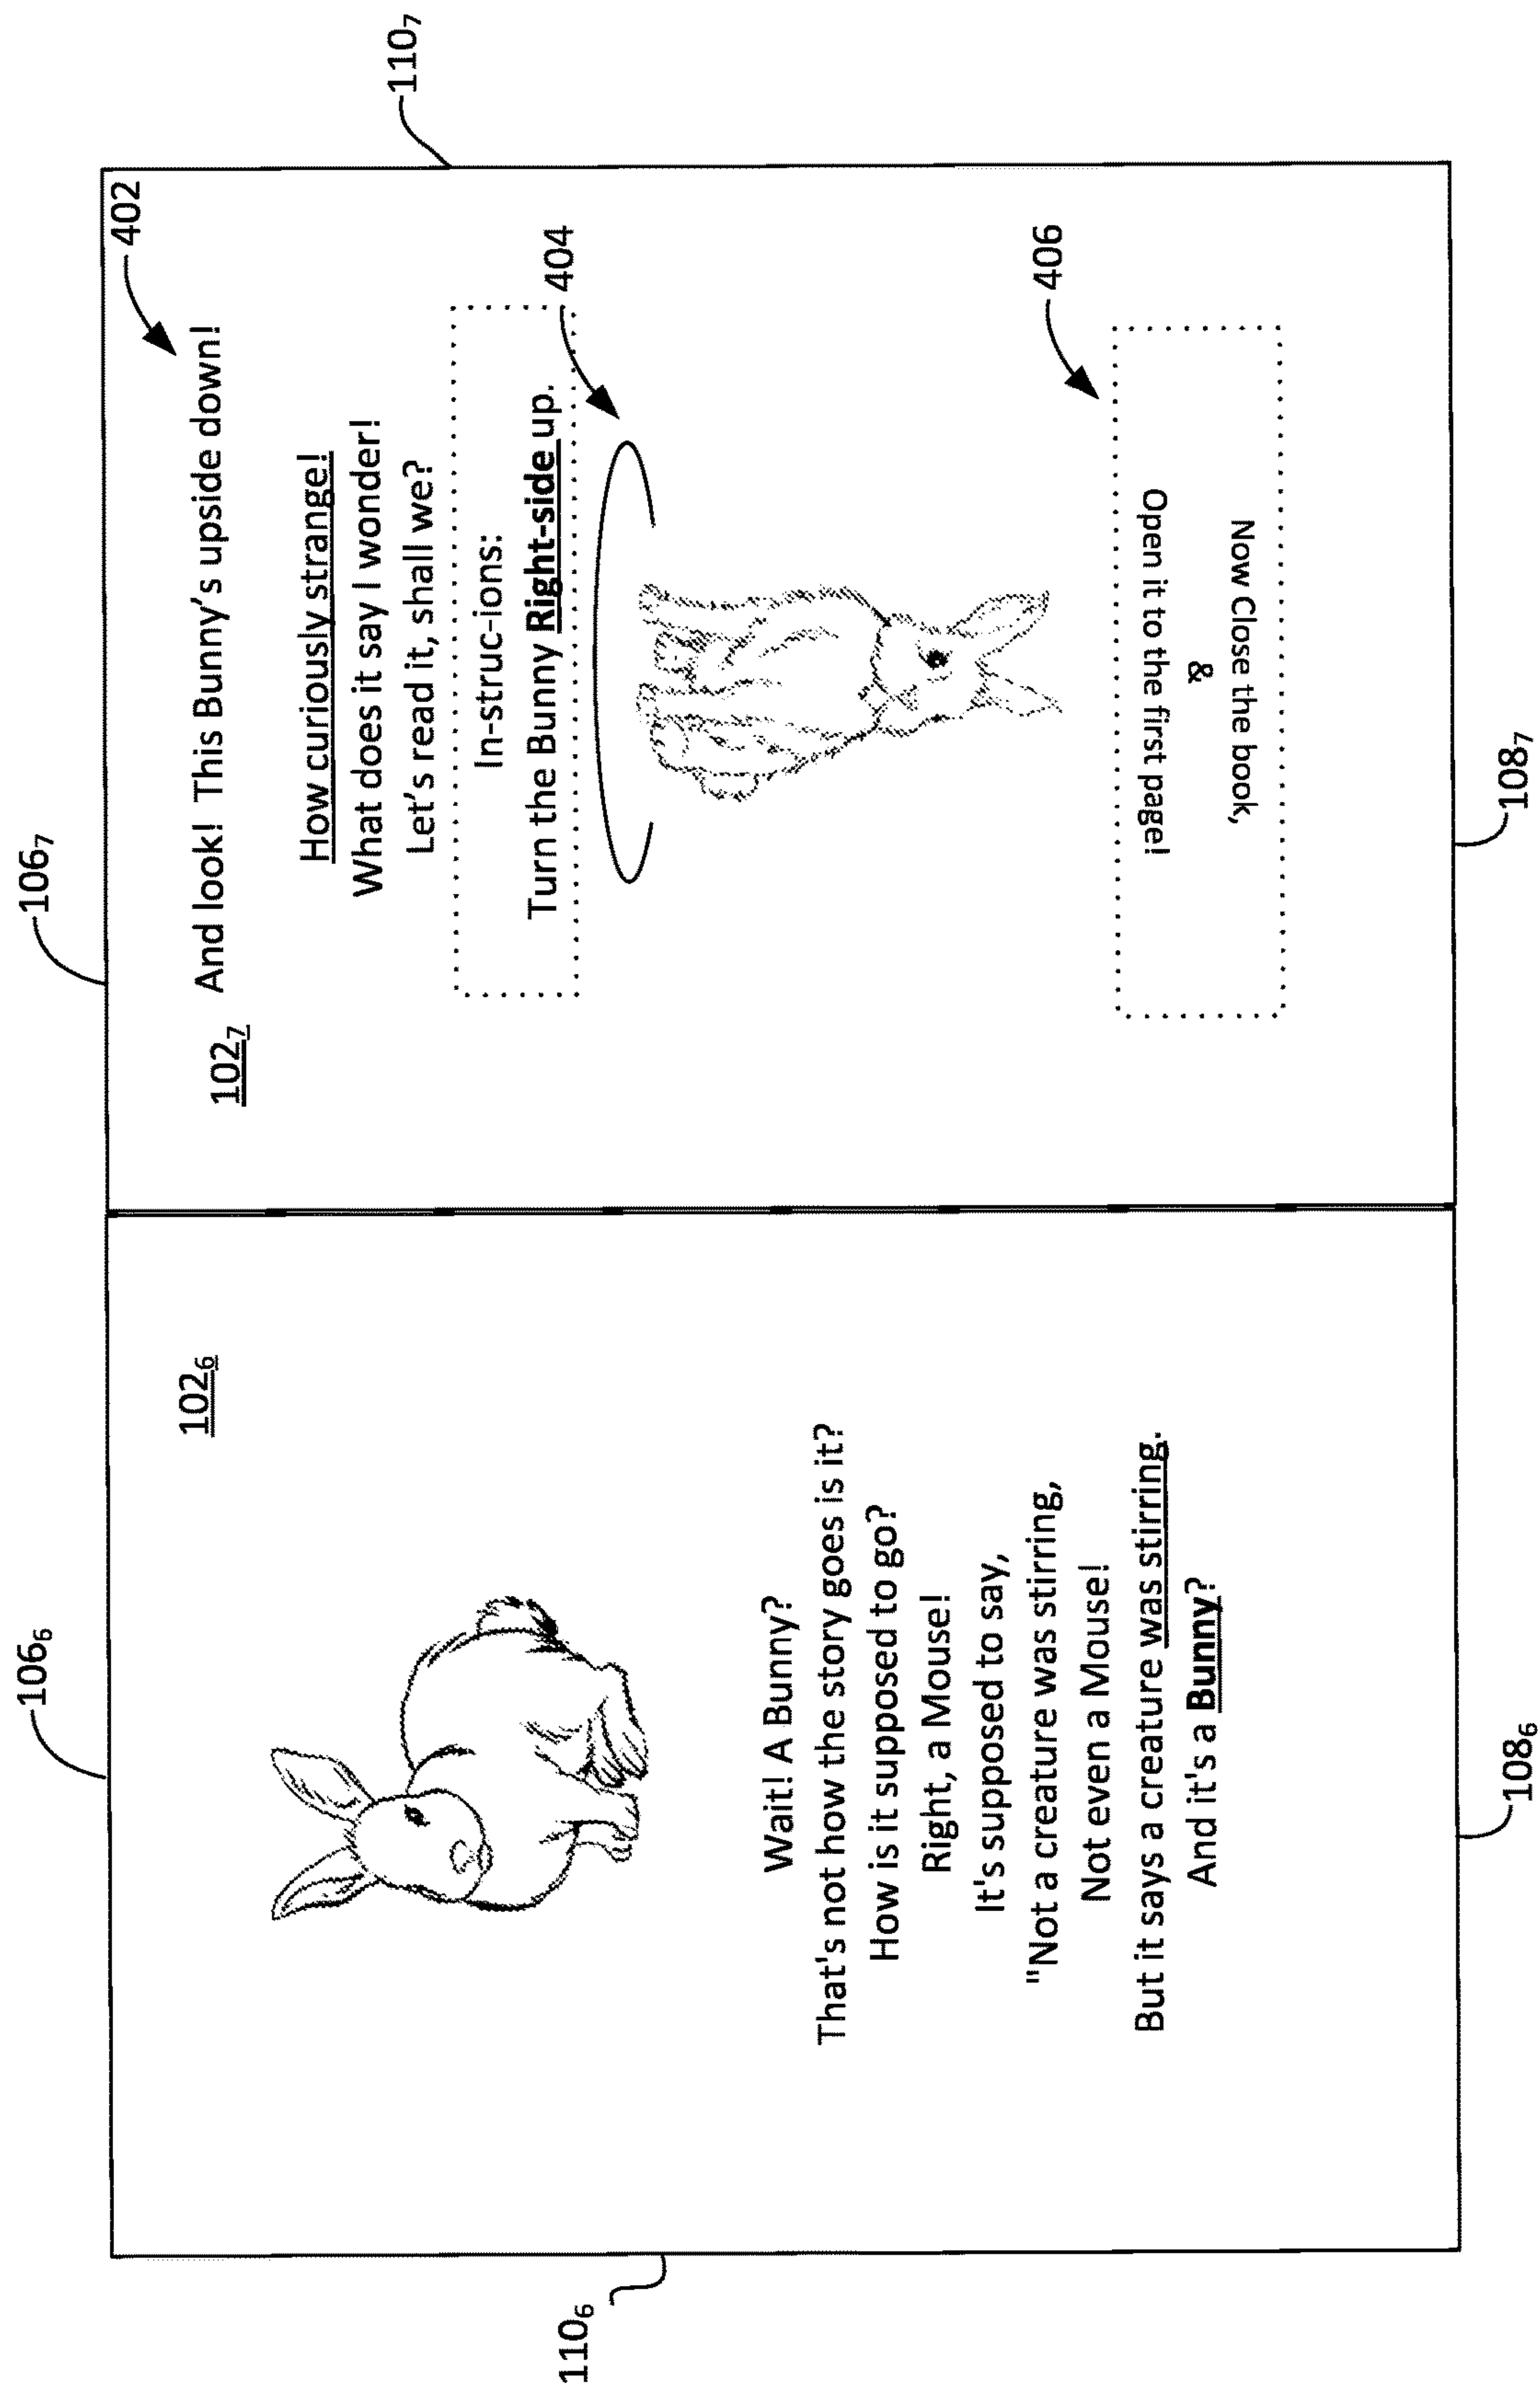 106₆
102₆
Wait! A Bunny?
That's not how the story goes is it?
How is it supposed to go?
Right, a Mouse!
It's supposed to say,
"Not a creature was stirring,
Not even a Mouse!
But it says a creature was stirring.
And it's a Bunny?
110₆
108₆
106₇
102₇
402
And look! This Bunny's upside down!
How curiously strange!
What does it say I wonder!
Let's read it, shall we?
In-struc-ions:
Turn the Bunny Right-side up.
404
406
Now Close the book,
&
Open it to the first page!
110₇
108₇